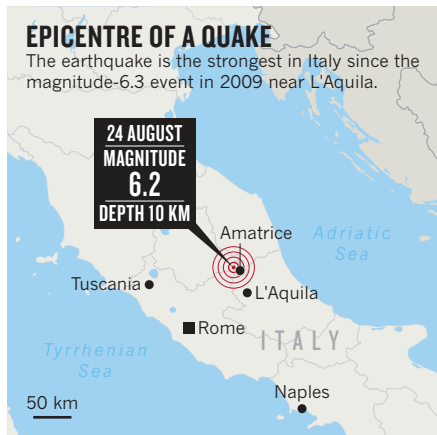 EPICENTRE OF A QUAKE
The earthquake is the strongest in Italy since the
magnitude-6.3 event in 2009 near L'Aquila.
24 AUGUST
MAGNITUDE
6.2
DEPTH 10 KM
Amatrice
Adriatic
Sea
Tuscania
L'Aquila
Rome
ITALY
Tyrrhenian
Sea
Naples
50 km